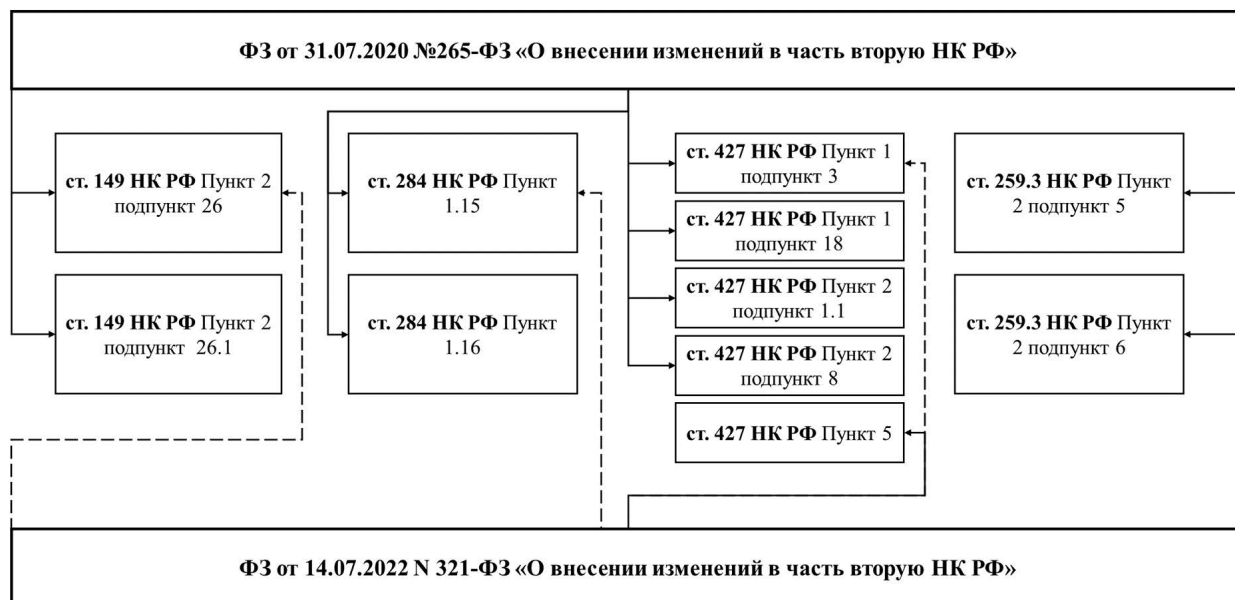 ФЗ от 31.07.2020 №265-ФЗ «О внесении изменений в часть вторую НК РФ»
ст. 149 НК РФ Пункт 2
подпункт 26
ст. 149 НК РФ Пункт 2
подпункт 26.1
ст. 284 НК РФ Пункт
1.15
ст. 284 НК РФ Пункт
1.16
ст. 427 НК РФ Пункт 1
подпункт 3
ст. 427 НК РФ Пункт 1
подпункт 18
ст. 427 НК РФ Пункт 2
подпункт 1.1
ст. 427 НК РФ Пункт 2
подпункт 8
ст. 427 НК РФ Пункт 5
ст. 259.3 НК РФ Пункт
2 подпункт 5
ст. 259.3 НК РФ Пункт
2 подпункт 6
ФЗ от 14.07.2022 N 321-ФЗ «О внесении изменений в часть вторую НК РФ»